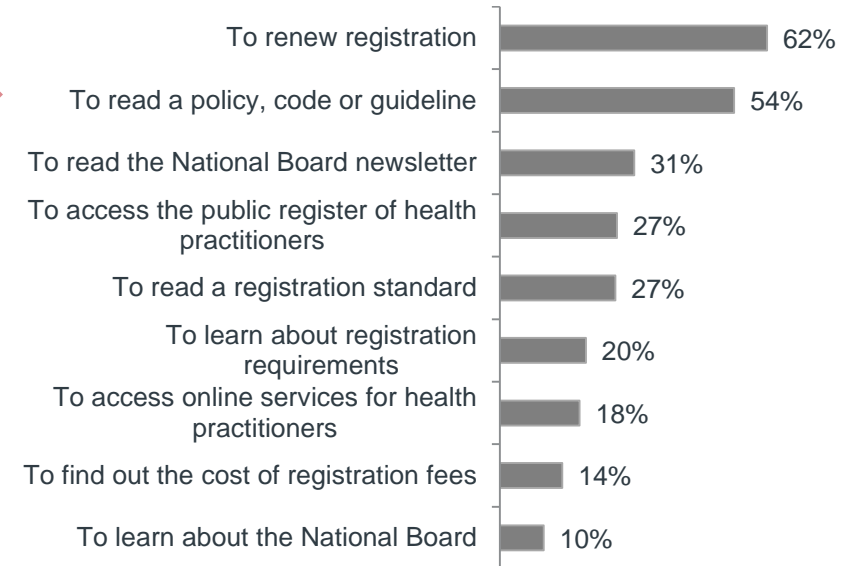 To renew registration 62%
To read a policy, code or guideline 54%
To read the National Board newsletter 31%
To access the public register of health
practitioners 27%
To read a registration standard 27%
To learn about registration
requirements 20%
To access online services for health
practitioners 18%
To find out the cost of registration fees 14%
To learn about the National Board 10%